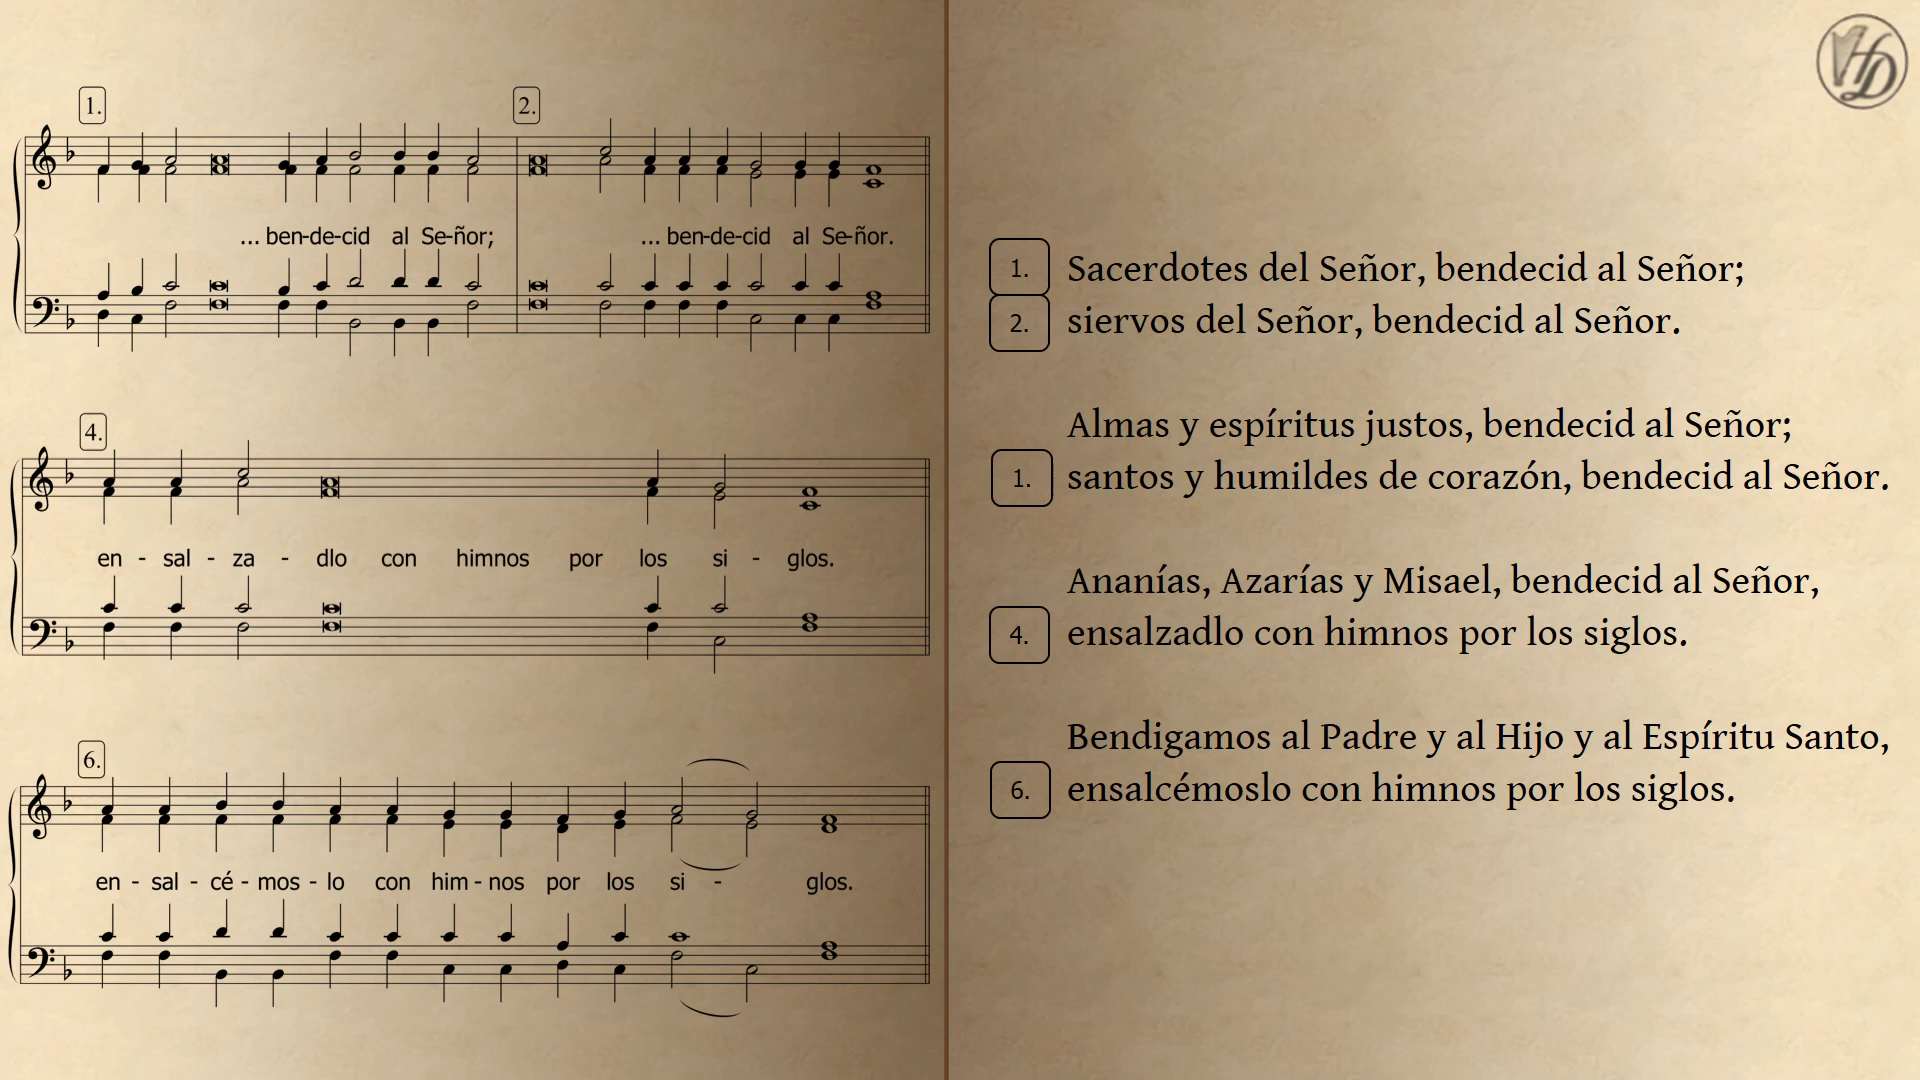 1.
2.
... ben-de-cid al Se-ñor;
... ben-de-cid al Se-ñor.
4.
en - sal - za - dlo con himnos por los si - glos.
6.
en - sal - cé - mos - lo con him - nos por los si - glos.
HD
1. Sacerdotes del Señor, bendecid al Señor;
2. siervos del Señor, bendecid al Señor.
Almas y espíritus justos, bendecid al Señor;
1. santos y humildes de corazón, bendecid al Señor.
Ananías, Azarías y Misael, bendecid al Señor,
4. ensalzadlo con himnos por los siglos.
Bendigamos al Padre y al Hijo y al Espíritu Santo,
6. ensalcémoslo con himnos por los siglos.